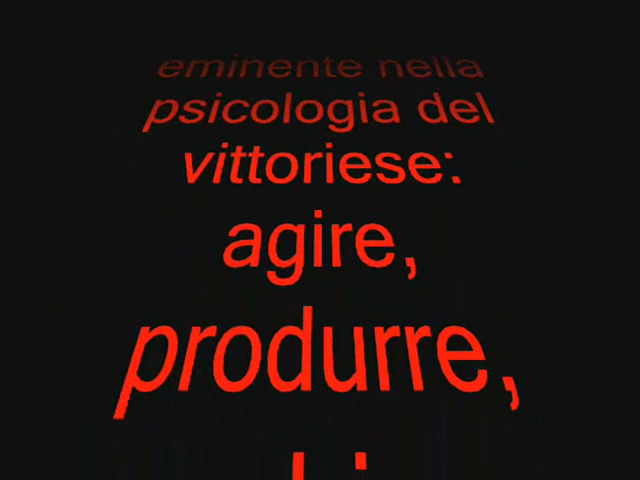 eminente nella
psicologia del
vittoriese:
agire,
produrre,